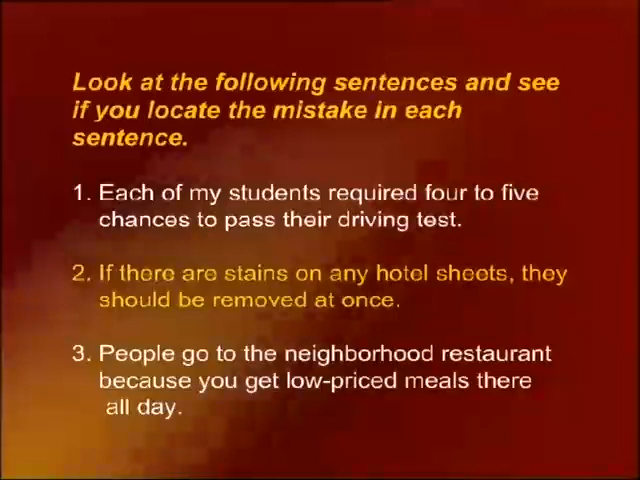 Look at the following sentences and see
if you locate the mistake in each
sentence.
1. Each of my students required four to five
chances to pass their driving test.
2. If there are stains on any hotel sheets, they
should be removed at once.
3. People go to the neighborhood restaurant
because you get low-priced meals there
all day.